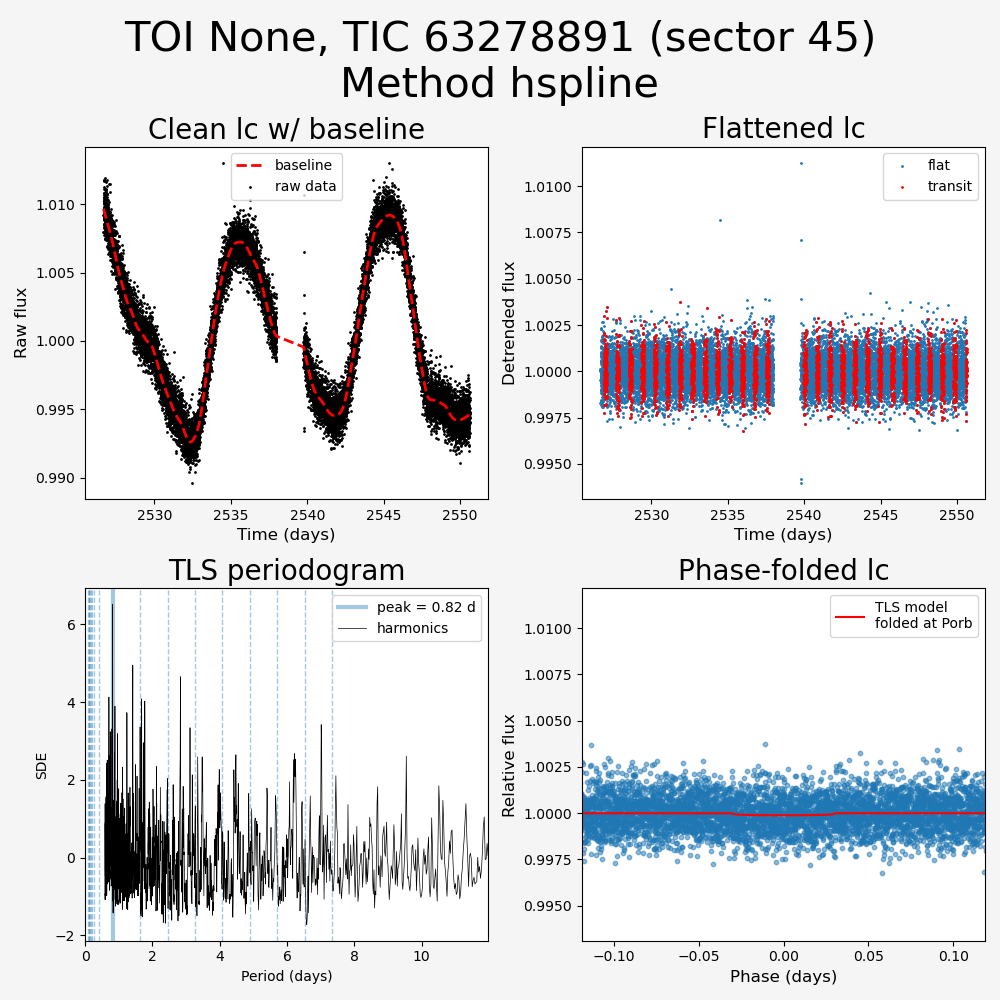 TOI None, TIC 63278891 (sector 45)
Method hspline
Clean lc w/ baseline
baseline
raw data
1.010
1.005
1.000
0.995
0.990
Raw flux
2530
2535
2540
2545
2550
Time (days)
Flattened lc
flat
transit
1.0100
1.0075
1.0050
1.0025
1.0000
0.9975
0.9950
Detrended flux
2530
2535
2540
2545
2550
Time (days)
TLS periodogram
peak = 0.82 d
harmonics
6
4
2
0
−2
SDE
0
2
4
6
8
10
Period (days)
Phase-folded lc
TLS model
folded at Porb
1.0100
1.0075
1.0050
1.0025
1.0000
0.9975
0.9950
Relative flux
−0.10
−0.05
0.00
0.05
0.10
Phase (days)